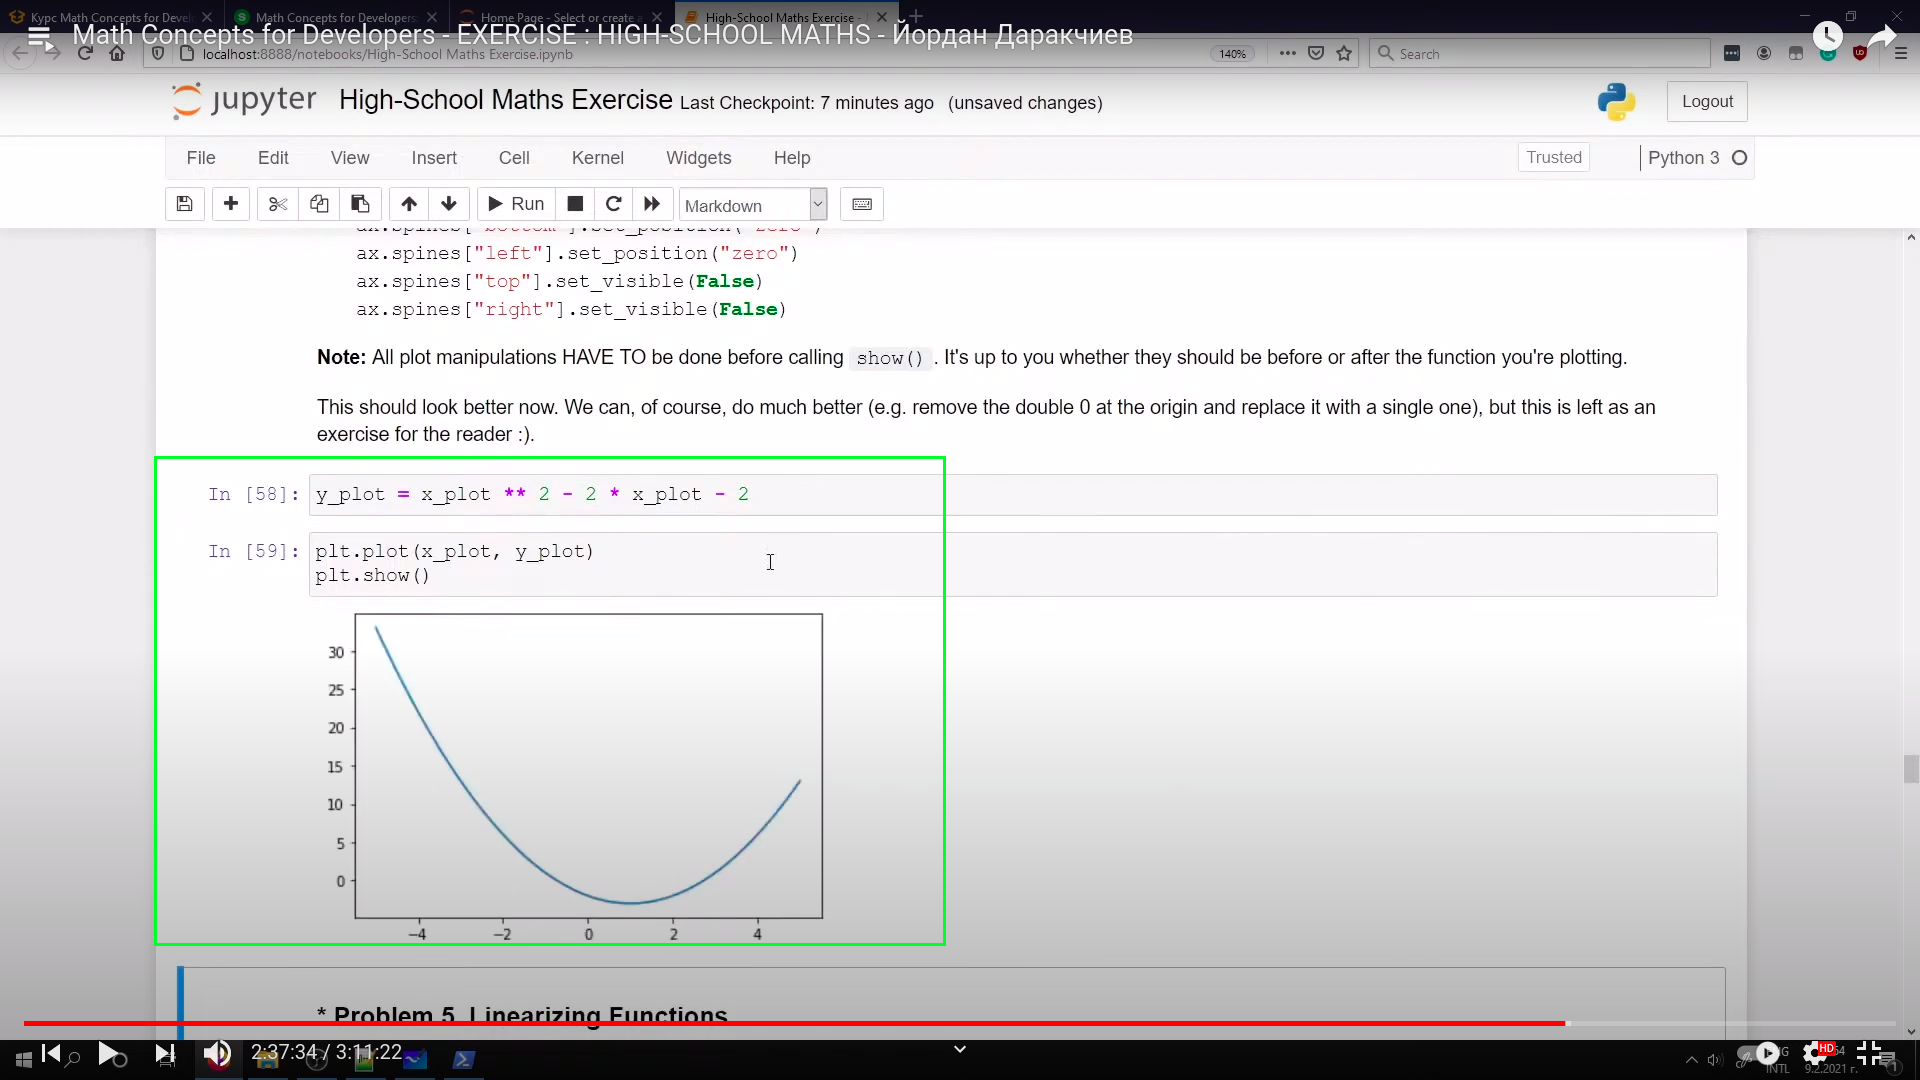 Курс Math Concepts for Devel
Math Concepts for Developers
Home Page - Select or create a
High-School Maths Exercise -
Math Concepts for Developers - EXERCISE : HIGH-SCHOOL MATHS - Йордан Даракчиев
localhost:8888/notebooks/High-School Maths Exercise.ipynb
140%
Search
jupyter High-School Maths Exercise Last Checkpoint: 7 minutes ago (unsaved changes)
Logout
File Edit View Insert Cell Kernel Widgets Help
Trusted
Python 3
Run
Markdown
ax.spines["bottom"].set_position("zero")
ax.spines["left"].set_position("zero")
ax.spines["top"].set_visible(False)
ax.spines["right"].set_visible(False)
Note: All plot manipulations HAVE TO be done before calling show() . It's up to you whether they should be before or after the function you're plotting.
This should look better now. We can, of course, do much better (e.g. remove the double 0 at the origin and replace it with a single one), but this is left as an
exercise for the reader :).
In [58]: y_plot = x_plot ** 2 - 2 * x_plot - 2
In [59]: plt.plot(x_plot, y_plot)
plt.show()
30
25
20
15
10
5
0
−4 −2 0 2 4
* Problem 5. Linearizing Functions
2:37:34 / 3:11:22
HD
INTL
9.2.2021 г.